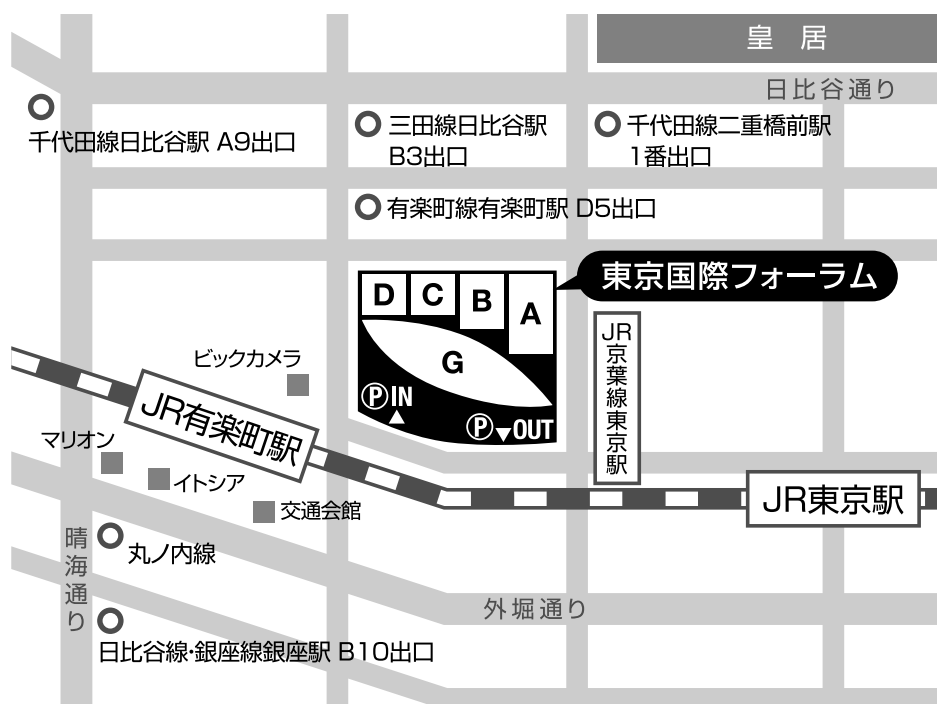 皇居
日比谷通り
千代田線日比谷駅 A9出口
三田線日比谷駅
B3出口
千代田線二重橋前駅
1番出口
有楽町線有楽町駅 D5出口
東京国際フォーラム
D
C
B
A
G
PIN
POUT
JR京葉線東京駅
ビックカメラ
JR有楽町駅
マリオン
イトシア
交通会館
JR東京駅
晴海通り
丸ノ内線
外堀通り
日比谷線・銀座線銀座駅 B10出口